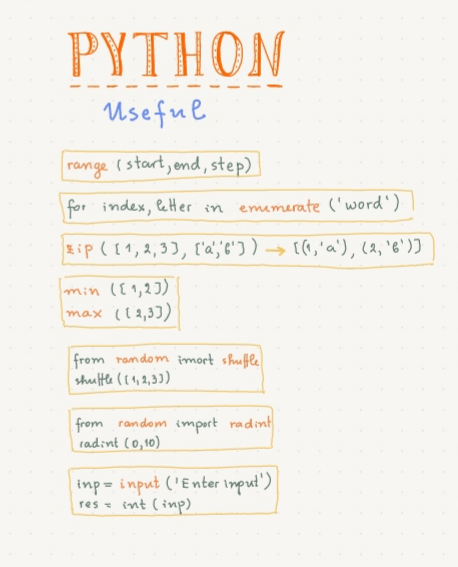 PYTHON
Useful
range (start,end,step)
for index, letter in enumerate ('word')
zip ([1,2,3], ['a','b']) → [(1,'a'), (2,'b')]
min ([1,2])
max ([2,3])
from random imort shuffle
shuffle([1,2,3])
from random import radint
radint (0,10)
inp = input ('Enter input')
res = int (inp)